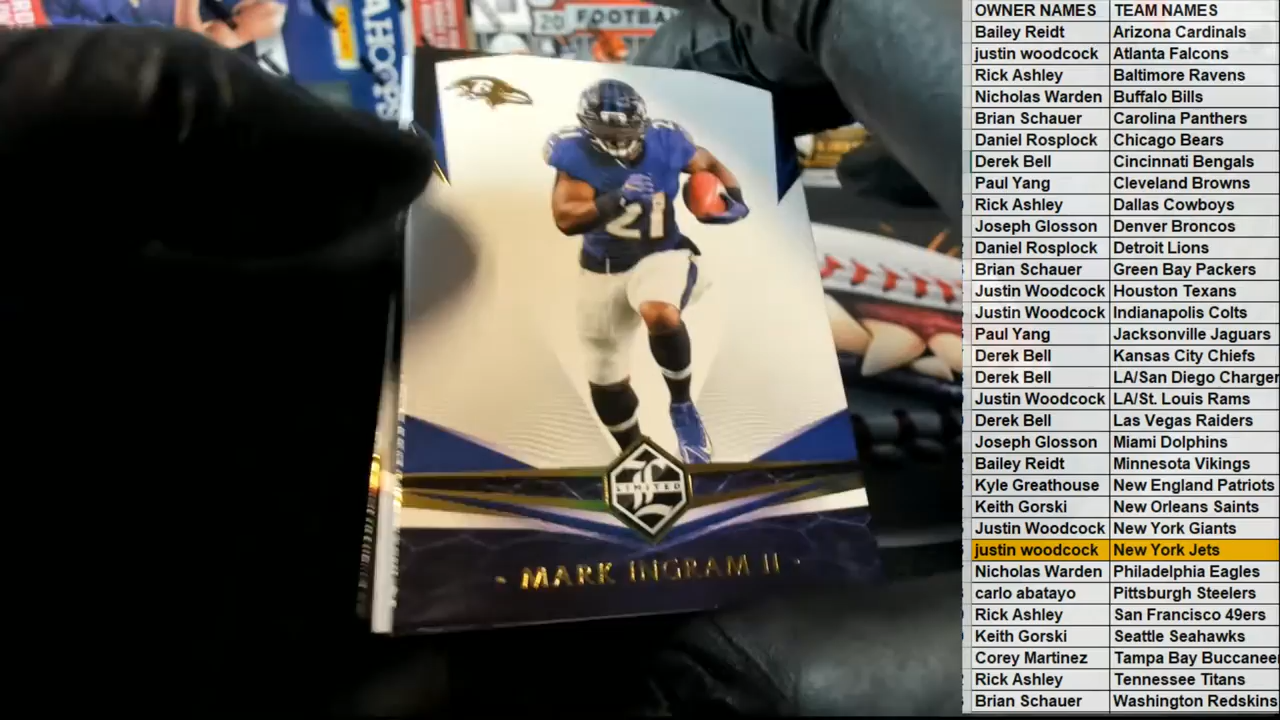 20 FOOTBA
AHOMES
21
LIMITED
· MARK INGRAM II ·
OWNER NAMES TEAM NAMES
Bailey Reidt Arizona Cardinals
justin woodcock Atlanta Falcons
Rick Ashley Baltimore Ravens
Nicholas Warden Buffalo Bills
Brian Schauer Carolina Panthers
Daniel Rosplock Chicago Bears
Derek Bell Cincinnati Bengals
Paul Yang Cleveland Browns
Rick Ashley Dallas Cowboys
Joseph Glosson Denver Broncos
Daniel Rosplock Detroit Lions
Brian Schauer Green Bay Packers
Justin Woodcock Houston Texans
Justin Woodcock Indianapolis Colts
Paul Yang Jacksonville Jaguars
Derek Bell Kansas City Chiefs
Derek Bell LA/San Diego Charger
Justin Woodcock LA/St. Louis Rams
Derek Bell Las Vegas Raiders
Joseph Glosson Miami Dolphins
Bailey Reidt Minnesota Vikings
Kyle Greathouse New England Patriots
Keith Gorski New Orleans Saints
Justin Woodcock New York Giants
justin woodcock New York Jets
Nicholas Warden Philadelphia Eagles
carlo abatayo Pittsburgh Steelers
Rick Ashley San Francisco 49ers
Keith Gorski Seattle Seahawks
Corey Martinez Tampa Bay Buccanee
Rick Ashley Tennessee Titans
Brian Schauer Washington Redskins